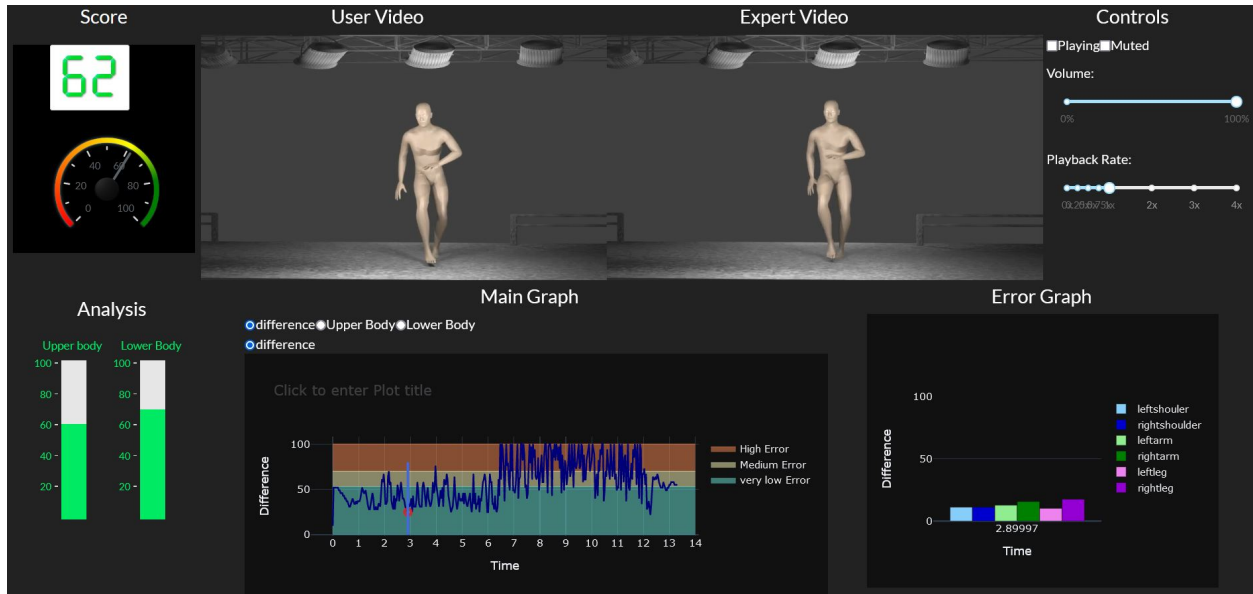 Score
User Video
Expert Video
Controls
62
0
20
40
60
80
100
Playing Muted
Volume:
0% 100%
Playback Rate:
1x 2x 3x 4x
Analysis
Upper body Lower Body
100 100
80 80
60 60
40 40
20 20
Main Graph
difference Upper Body Lower Body
difference
Click to enter Plot title
Difference
100
50
0
0 1 2 3 4 5 6 7 8 9 10 11 12 13 14
Time
High Error
Medium Error
very low Error
Error Graph
Difference
100
50
0
2.89997
Time
leftshouler
rightshoulder
leftarm
rightarm
leftleg
rightleg